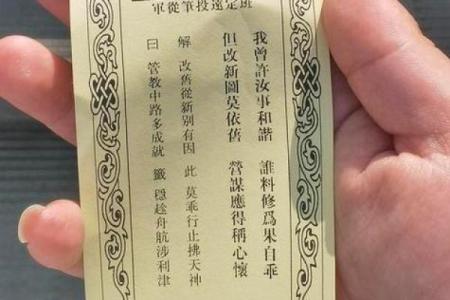 班定遠投筆從軍
我曾許汝事和諧 誰料修爲果自乖
但改新圖莫依舊 營謀應得稱心懷
解 改舊從新別有因 此 莫乖行止拂天神
曰 管教中路多成就 籤 穩趂舟航涉利津